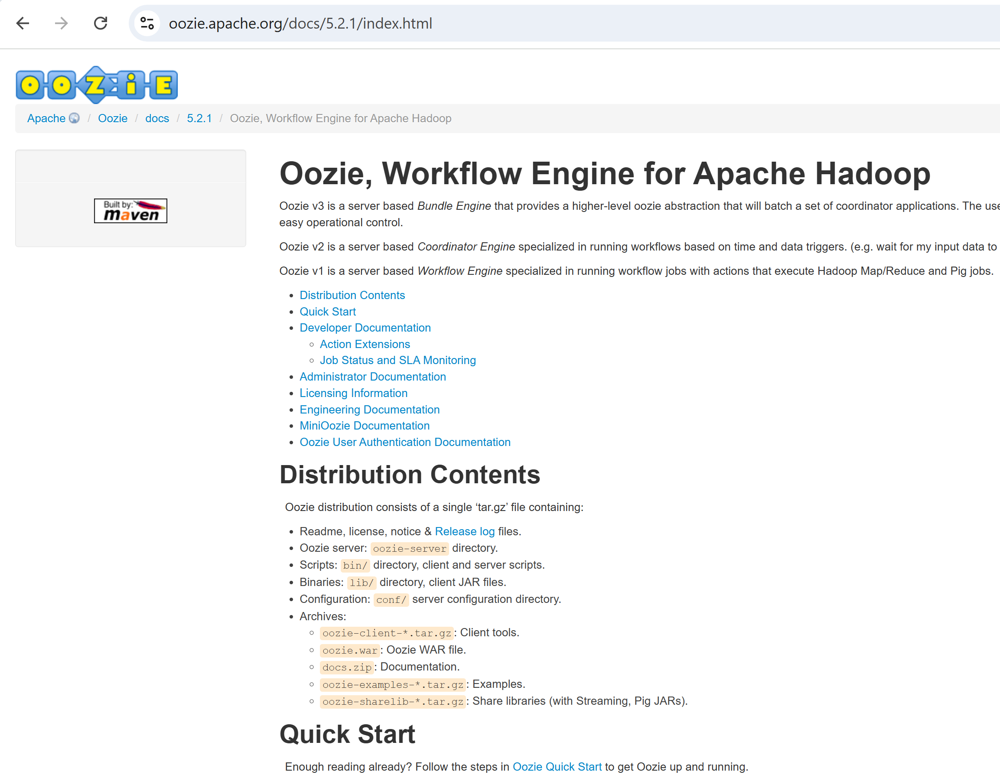 oozie.apache.org/docs/5.2.1/index.html
OOZIE
Apache / Oozie / docs / 5.2.1 / Oozie, Workflow Engine for Apache Hadoop
Built by:
maven
Oozie, Workflow Engine for Apache Hadoop
Oozie v3 is a server based Bundle Engine that provides a higher-level oozie abstraction that will batch a set of coordinator applications. The
easy operational control.
Oozie v2 is a server based Coordinator Engine specialized in running workflows based on time and data triggers. (e.g. wait for my input data to
Oozie v1 is a server based Workflow Engine specialized in running workflow jobs with actions that execute Hadoop Map/Reduce and Pig jobs.
Distribution Contents
Quick Start
Developer Documentation
Action Extensions
Job Status and SLA Monitoring
Administrator Documentation
Licensing Information
Engineering Documentation
MiniOozie Documentation
Oozie User Authentication Documentation
Distribution Contents
Oozie distribution consists of a single ‘tar.gz’ file containing:
Readme, license, notice & Release log files.
Oozie server: oozie-server directory.
Scripts: bin/ directory, client and server scripts.
Binaries: lib/ directory, client JAR files.
Configuration: conf/ server configuration directory.
Archives:
oozie-client-*.tar.gz: Client tools.
oozie.war: Oozie WAR file.
docs.zip: Documentation.
oozie-examples-*.tar.gz: Examples.
oozie-sharelib-*.tar.gz: Share libraries (with Streaming, Pig JARs).
Quick Start
Enough reading already? Follow the steps in Oozie Quick Start to get Oozie up and running.